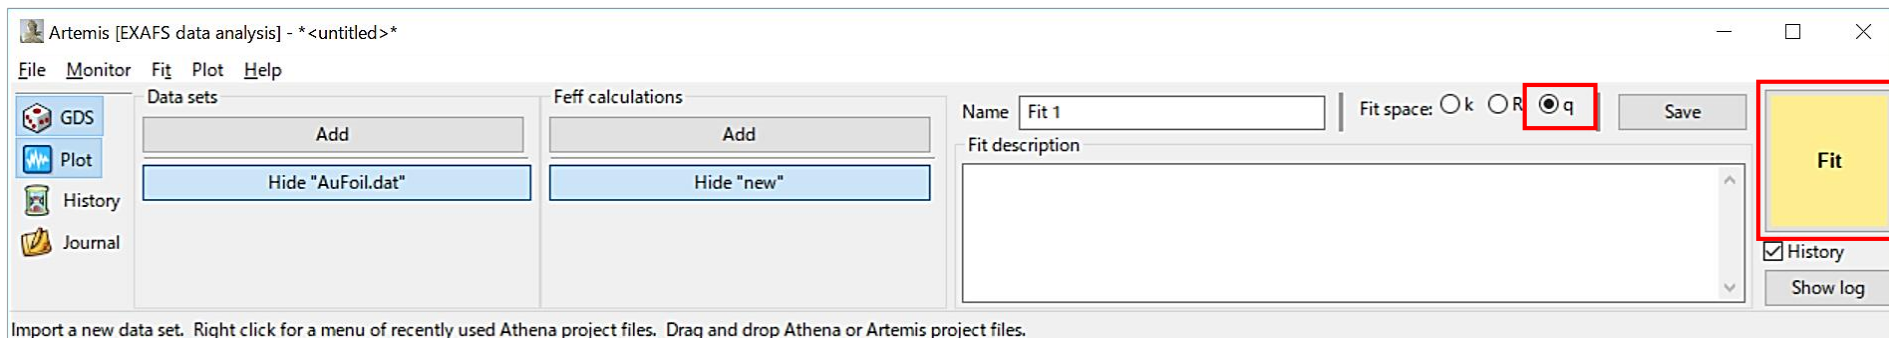 Artemis [EXAFS data analysis] - *<untitled>*
File Monitor Fit Plot Help
GDS
Plot
History
Journal
Data sets
Add
Hide "AuFoil.dat"
Feff calculations
Add
Hide "new"
Name Fit 1
Fit space: k R q
Save
Fit description
Fit
History
Show log
Import a new data set. Right click for a menu of recently used Athena project files. Drag and drop Athena or Artemis project files.